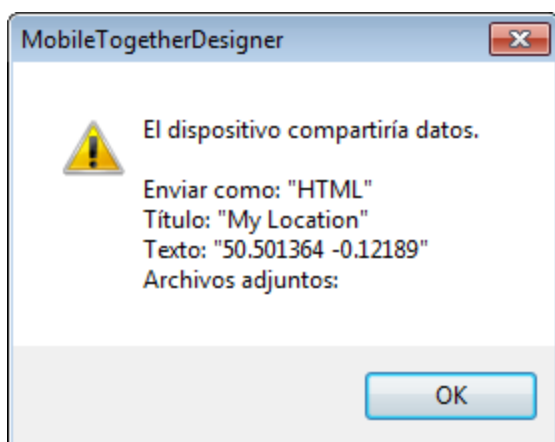 MobileTogetherDesigner
El dispositivo compartiría datos.
Enviar como: "HTML"
Título: "My Location"
Texto: "50.501364 -0.12189"
Archivos adjuntos:
OK